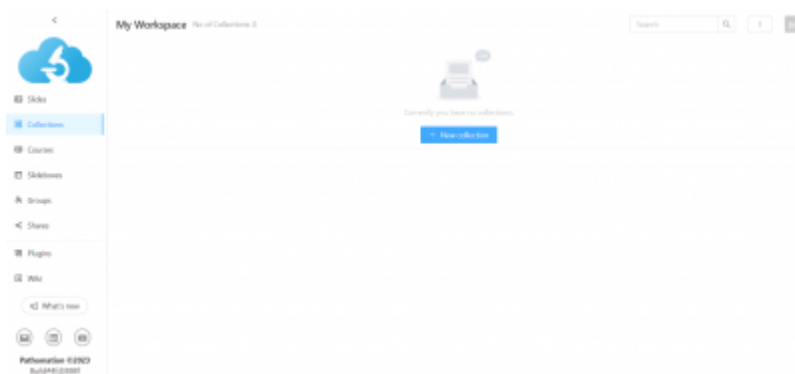 <
My Workspace No of Collections: 0
Search
Slides
Collections
Courses
Slideboxes
Groups
Shares
Plugins
Wiki
What's new
Currently you have no collections.
+ New collection
Pathomation ©2023